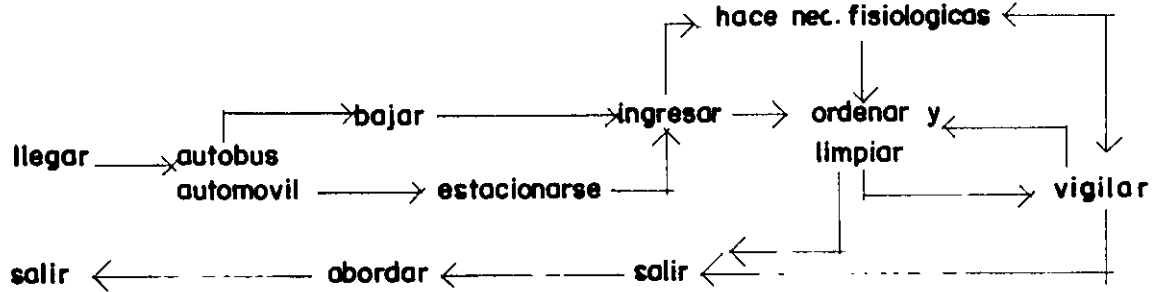 hace nec. fisiologicas
bajar
ingresar
ordenar y
limpiar
llegar
autobus
automovil
estacionarse
vigilar
salir
abordar
salir